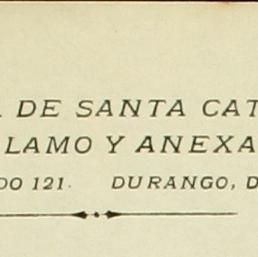 DE SANTA CAT
LAMO Y ANEXA
DO 121. DURANGO, D